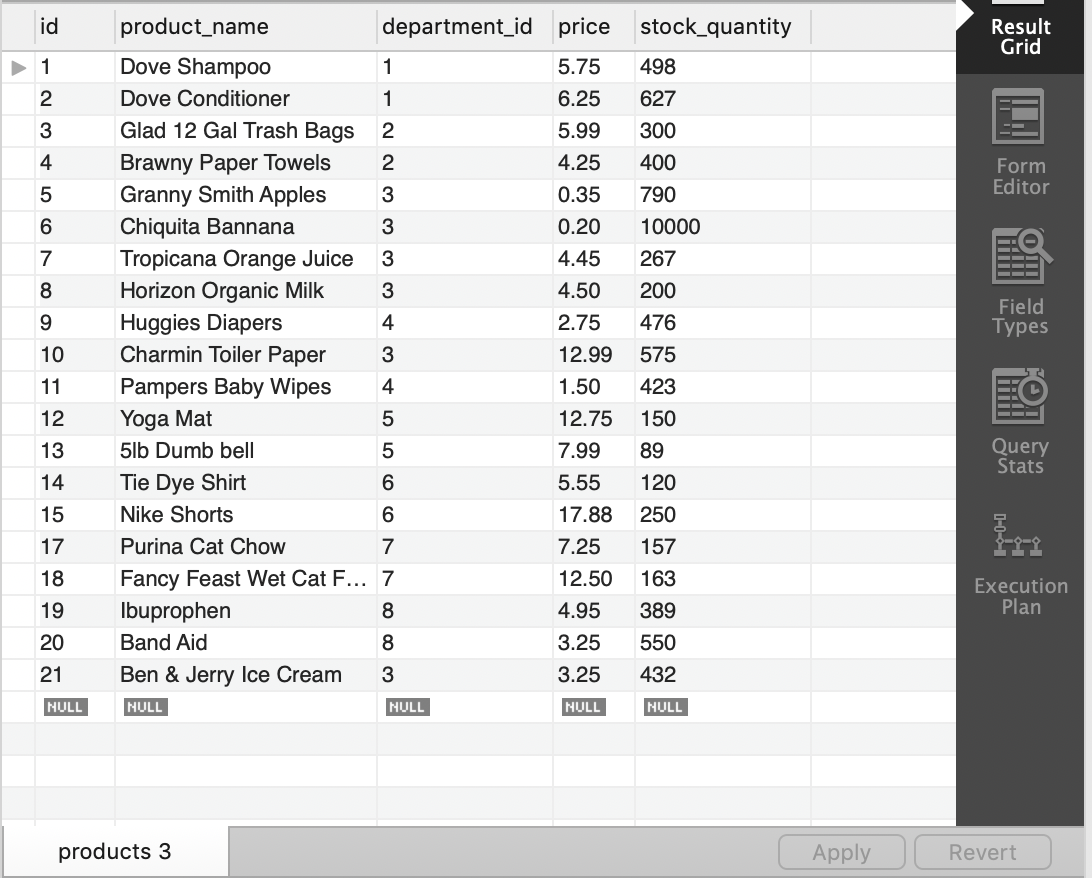 id product_name department_id price stock_quantity
1 Dove Shampoo 1 5.75 498
2 Dove Conditioner 1 6.25 627
3 Glad 12 Gal Trash Bags 2 5.99 300
4 Brawny Paper Towels 2 4.25 400
5 Granny Smith Apples 3 0.35 790
6 Chiquita Bannana 3 0.20 10000
7 Tropicana Orange Juice 3 4.45 267
8 Horizon Organic Milk 3 4.50 200
9 Huggies Diapers 4 2.75 476
10 Charmin Toiler Paper 3 12.99 575
11 Pampers Baby Wipes 4 1.50 423
12 Yoga Mat 5 12.75 150
13 5lb Dumb bell 5 7.99 89
14 Tie Dye Shirt 6 5.55 120
15 Nike Shorts 6 17.88 250
17 Purina Cat Chow 7 7.25 157
18 Fancy Feast Wet Cat F... 7 12.50 163
19 Ibuprophen 8 4.95 389
20 Band Aid 8 3.25 550
21 Ben & Jerry Ice Cream 3 3.25 432
NULL NULL NULL NULL NULL
Result
Grid
Form
Editor
Field
Types
Query
Stats
Execution
Plan
products 3
Apply Revert